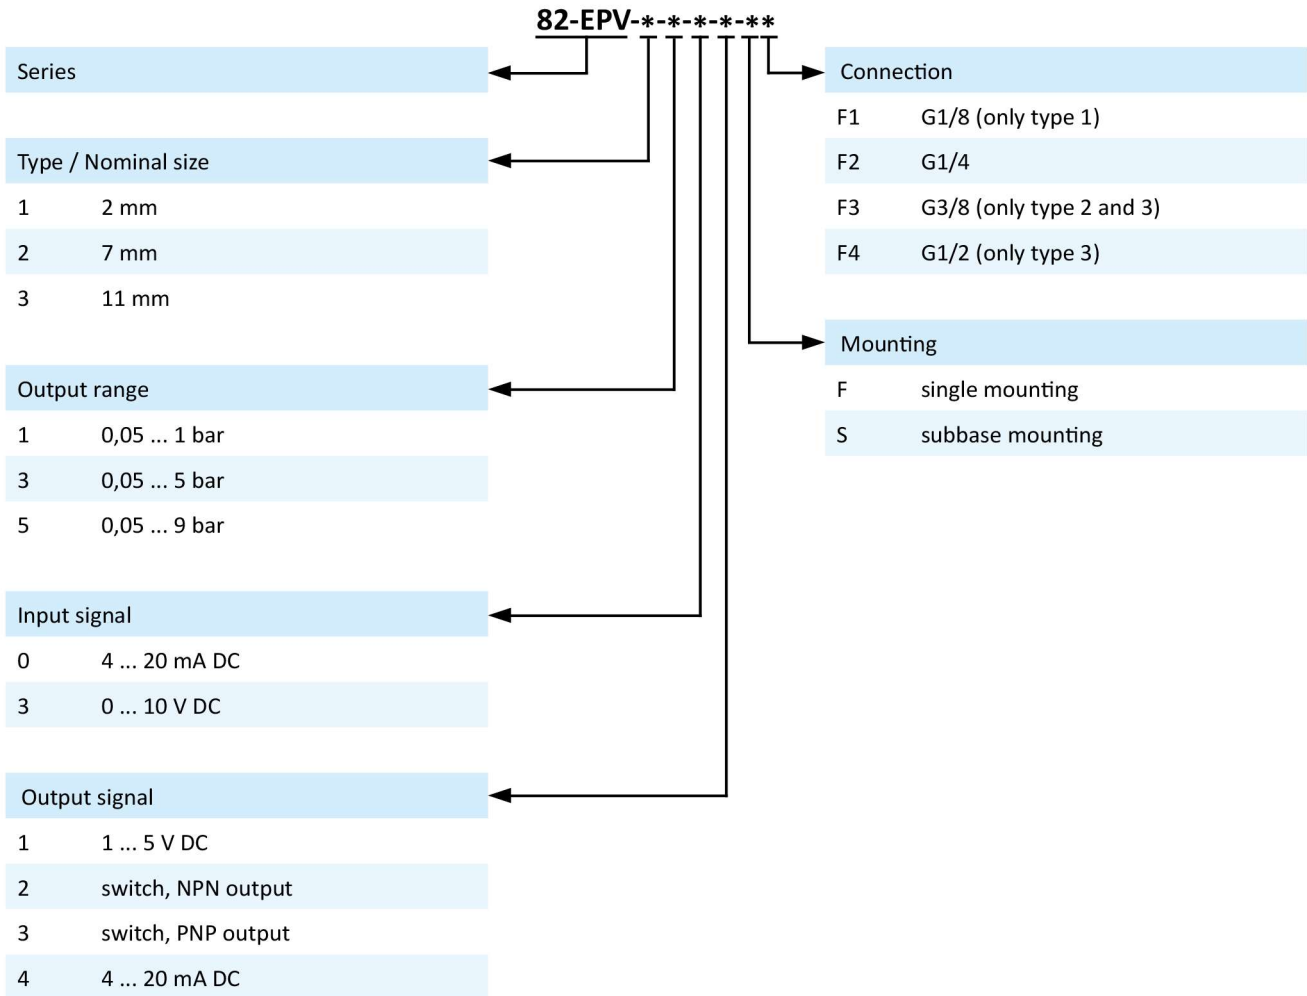 82-EPV-*-*-*-*-**
Series
Type / Nominal size
1 2 mm
2 7 mm
3 11 mm
Output range
1 0,05 ... 1 bar
3 0,05 ... 5 bar
5 0,05 ... 9 bar
Input signal
0 4 ... 20 mA DC
3 0 ... 10 V DC
Output signal
1 1 ... 5 V DC
2 switch, NPN output
3 switch, PNP output
4 4 ... 20 mA DC
Connection
F1 G1/8 (only type 1)
F2 G1/4
F3 G3/8 (only type 2 and 3)
F4 G1/2 (only type 3)
Mounting
F single mounting
S subbase mounting